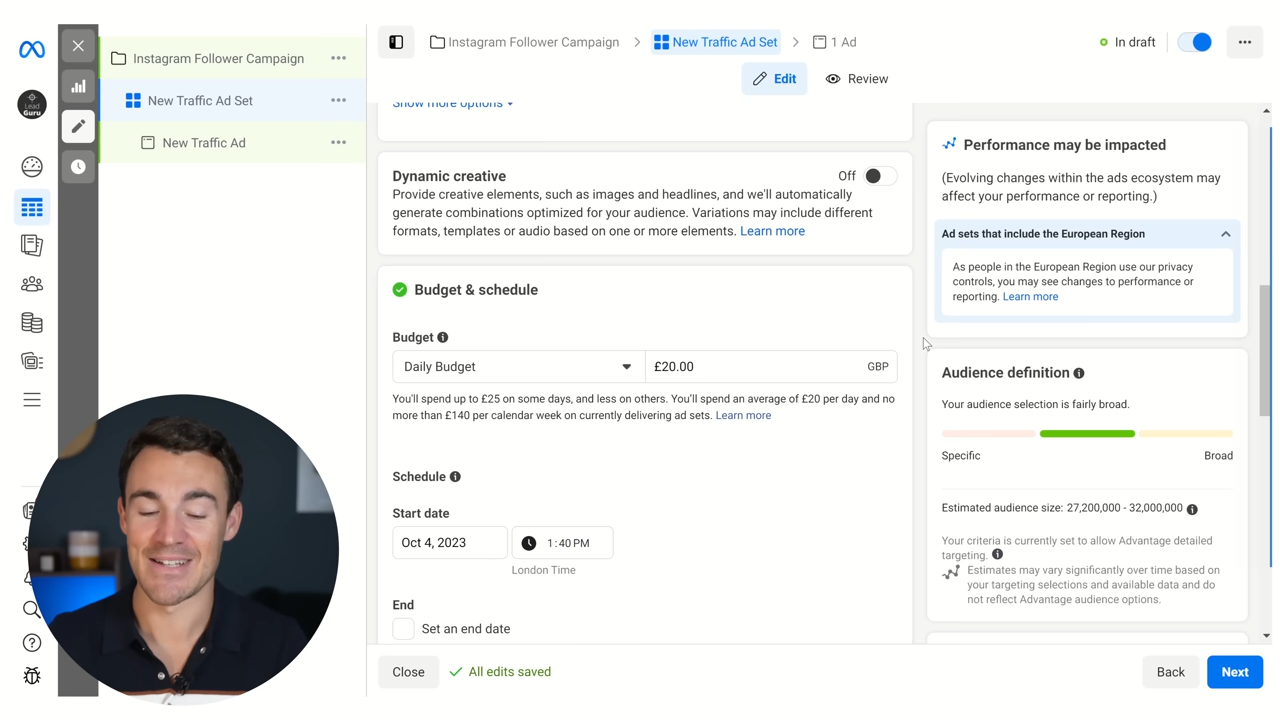 Instagram Follower Campaign
New Traffic Ad Set
New Traffic Ad
Lead
Guru
Instagram Follower Campaign > New Traffic Ad Set > 1 Ad
In draft
Edit
Review
Show more options
Dynamic creative
Off
Provide creative elements, such as images and headlines, and we'll automatically
generate combinations optimized for your audience. Variations may include different
formats, templates or audio based on one or more elements. Learn more
Budget & schedule
Budget
Daily Budget
£20.00
GBP
You'll spend up to £25 on some days, and less on others. You'll spend an average of £20 per day and no
more than £140 per calendar week on currently delivering ad sets. Learn more
Schedule
Start date
Oct 4, 2023
1:40 PM
London Time
End
Set an end date
Performance may be impacted
(Evolving changes within the ads ecosystem may
affect your performance or reporting.)
Ad sets that include the European Region
As people in the European Region use our privacy
controls, you may see changes to performance or
reporting. Learn more
Audience definition
Your audience selection is fairly broad.
Specific
Broad
Estimated audience size: 27,200,000 - 32,000,000
Your criteria is currently set to allow Advantage detailed
targeting.
Estimates may vary significantly over time based on
your targeting selections and available data and do
not reflect Advantage audience options.
Close
All edits saved
Back
Next